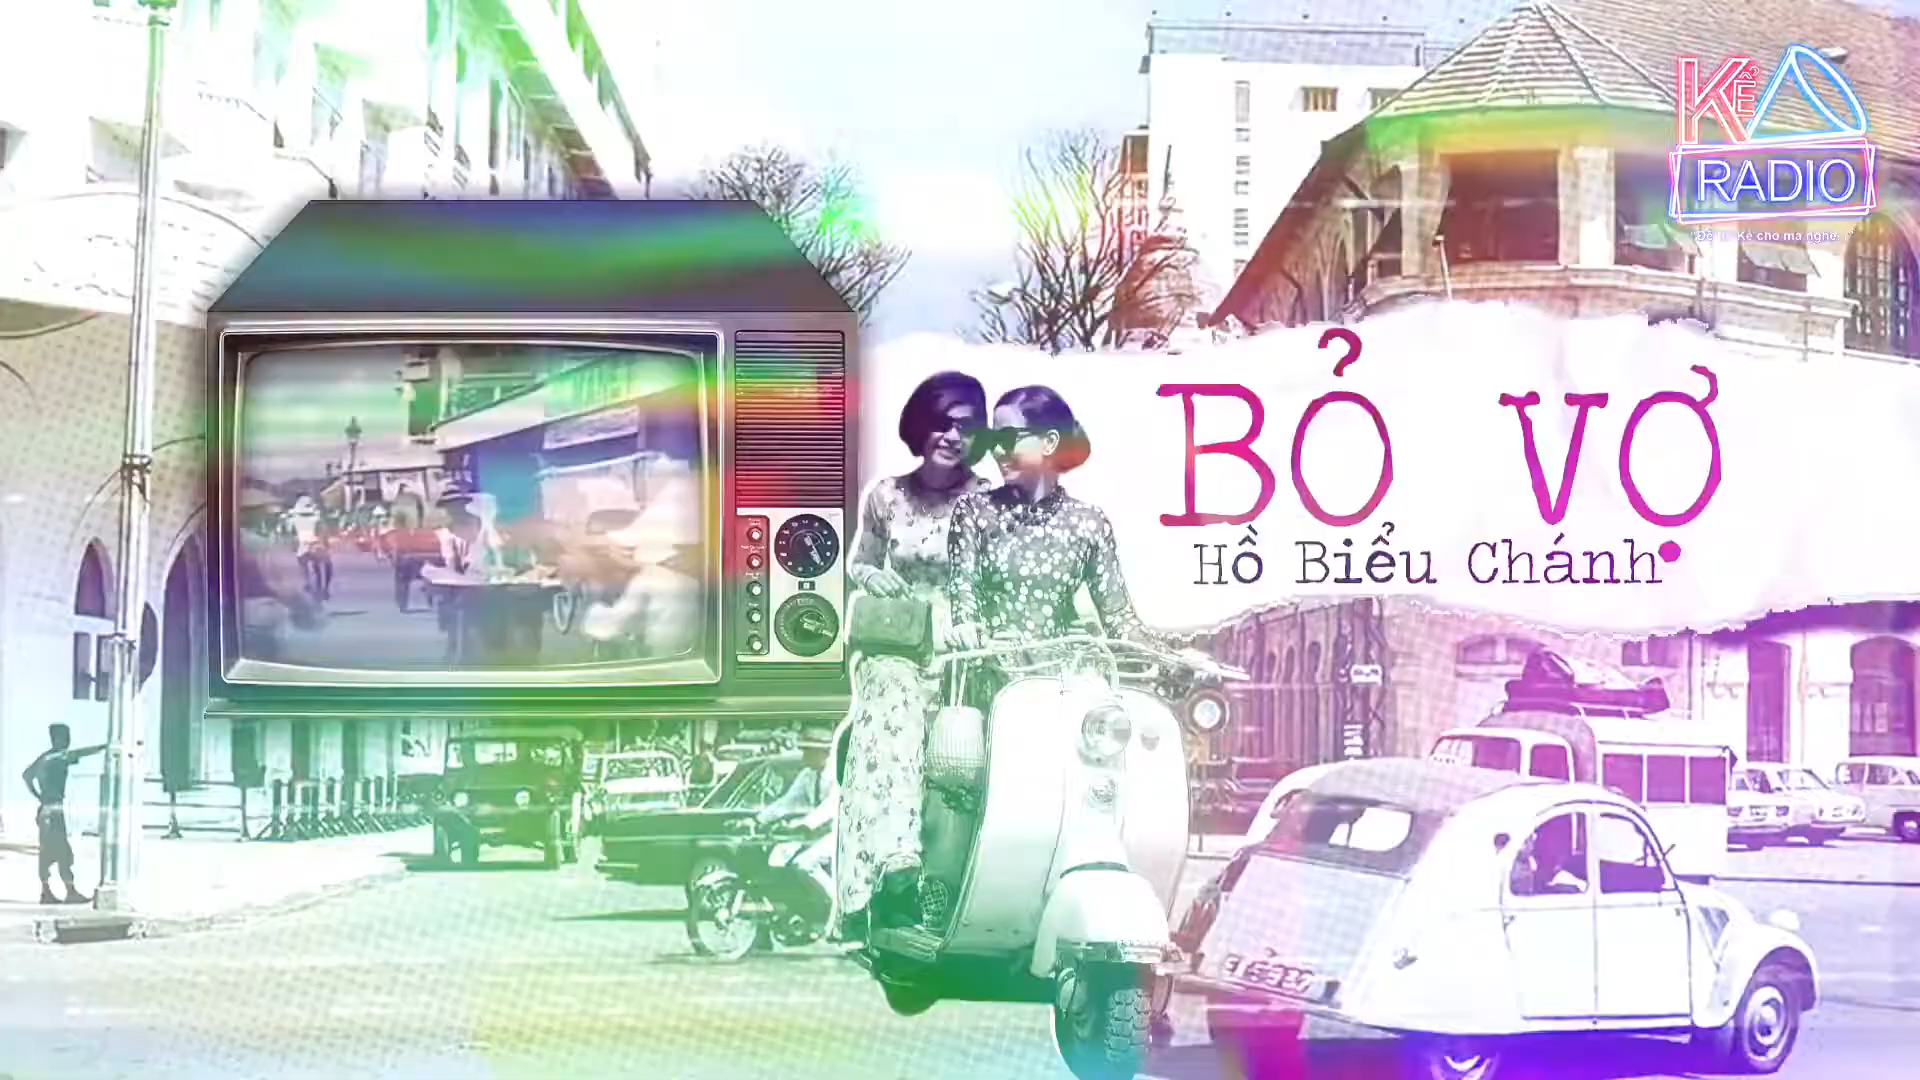 KỂ
RADIO
BỎ VỢ
Hồ Biểu Chánh